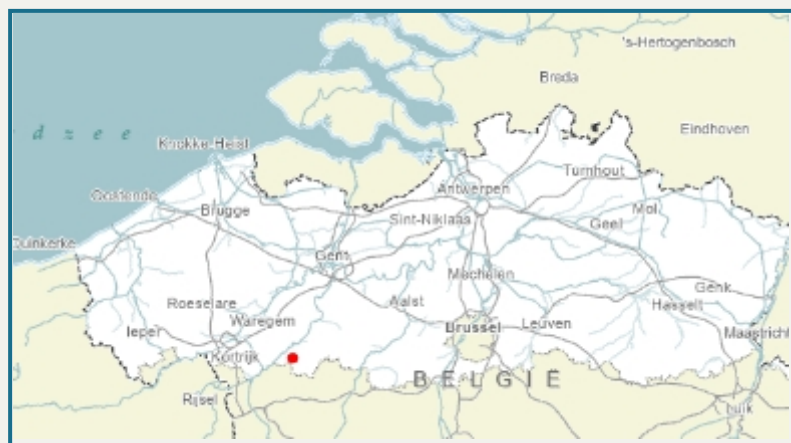 's-Hertogenbosch
Breda
Eindhoven
d z e e
Knokke-Heist
Turnhout
Antwerpen
Oostende
Mol
Brugge
Sint-Niklaas
Geel
Duinkerke
Gent
Mechelen
Genk
Roeselare
Aalst
Hasselt
Waregem
Ieper
Brussel
Leuven
Maastricht
Kortrijk
BELGIË
Rijsel
Luik